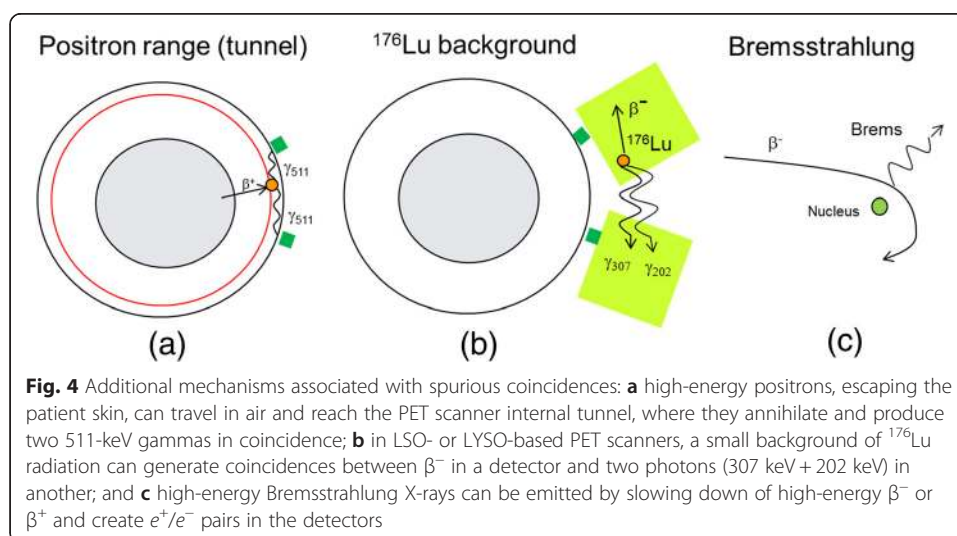 Positron range (tunnel)
¹⁷⁶Lu background
Bremsstrahlung
β⁺
γ₅₁₁
γ₅₁₁
β⁻
¹⁷⁶Lu
γ₃₀₇
γ₂₀₂
β⁻
Brems
Nucleus
(a)
(b)
(c)
Fig. 4 Additional mechanisms associated with spurious coincidences: a high-energy positrons, escaping the
patient skin, can travel in air and reach the PET scanner internal tunnel, where they annihilate and produce
two 511-keV gammas in coincidence; b in LSO- or LYSO-based PET scanners, a small background of ¹⁷⁶Lu
radiation can generate coincidences between β⁻ in a detector and two photons (307 keV + 202 keV) in
another; and c high-energy Bremsstrahlung X-rays can be emitted by slowing down of high-energy β⁻ or
β⁺ and create e⁺/e⁻ pairs in the detectors